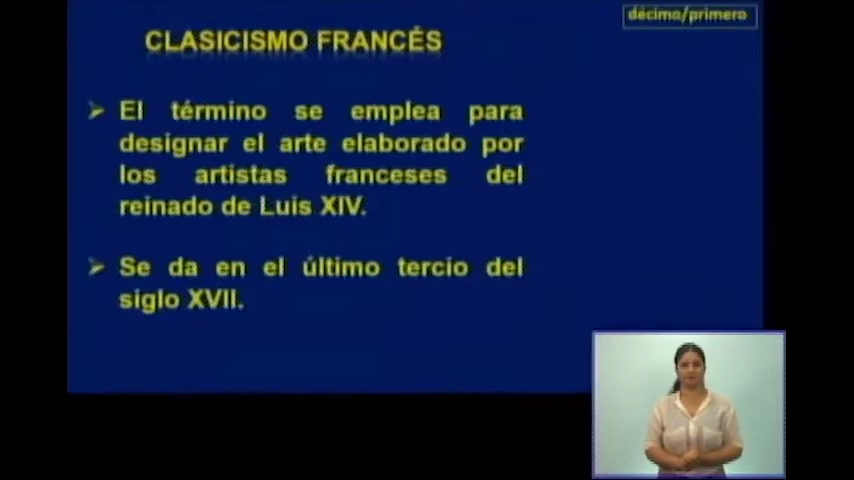 décimo/primero
CLASICISMO FRANCÉS
➢ El término se emplea para
designar el arte elaborado por
los artistas franceses del
reinado de Luis XIV.
➢ Se da en el último tercio del
siglo XVII.